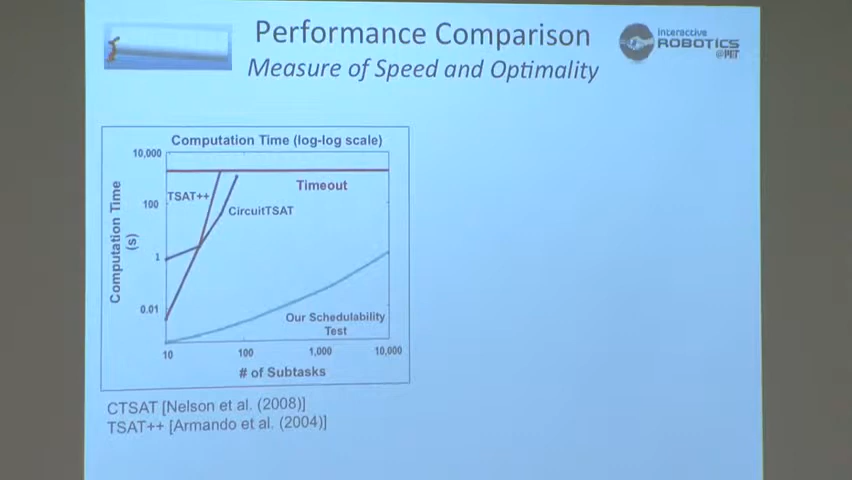 Performance Comparison
Measure of Speed and Optimality
interactive
ROBOTICS
Computation Time (log-log scale)
Computation Time
(s)
10,000
100
1
0.01
TSAT++
Timeout
CircuitTSAT
Our Schedulability
Test
10 100 1,000 10,000
# of Subtasks
CTSAT [Nelson et al. (2008)]
TSAT++ [Armando et al. (2004)]